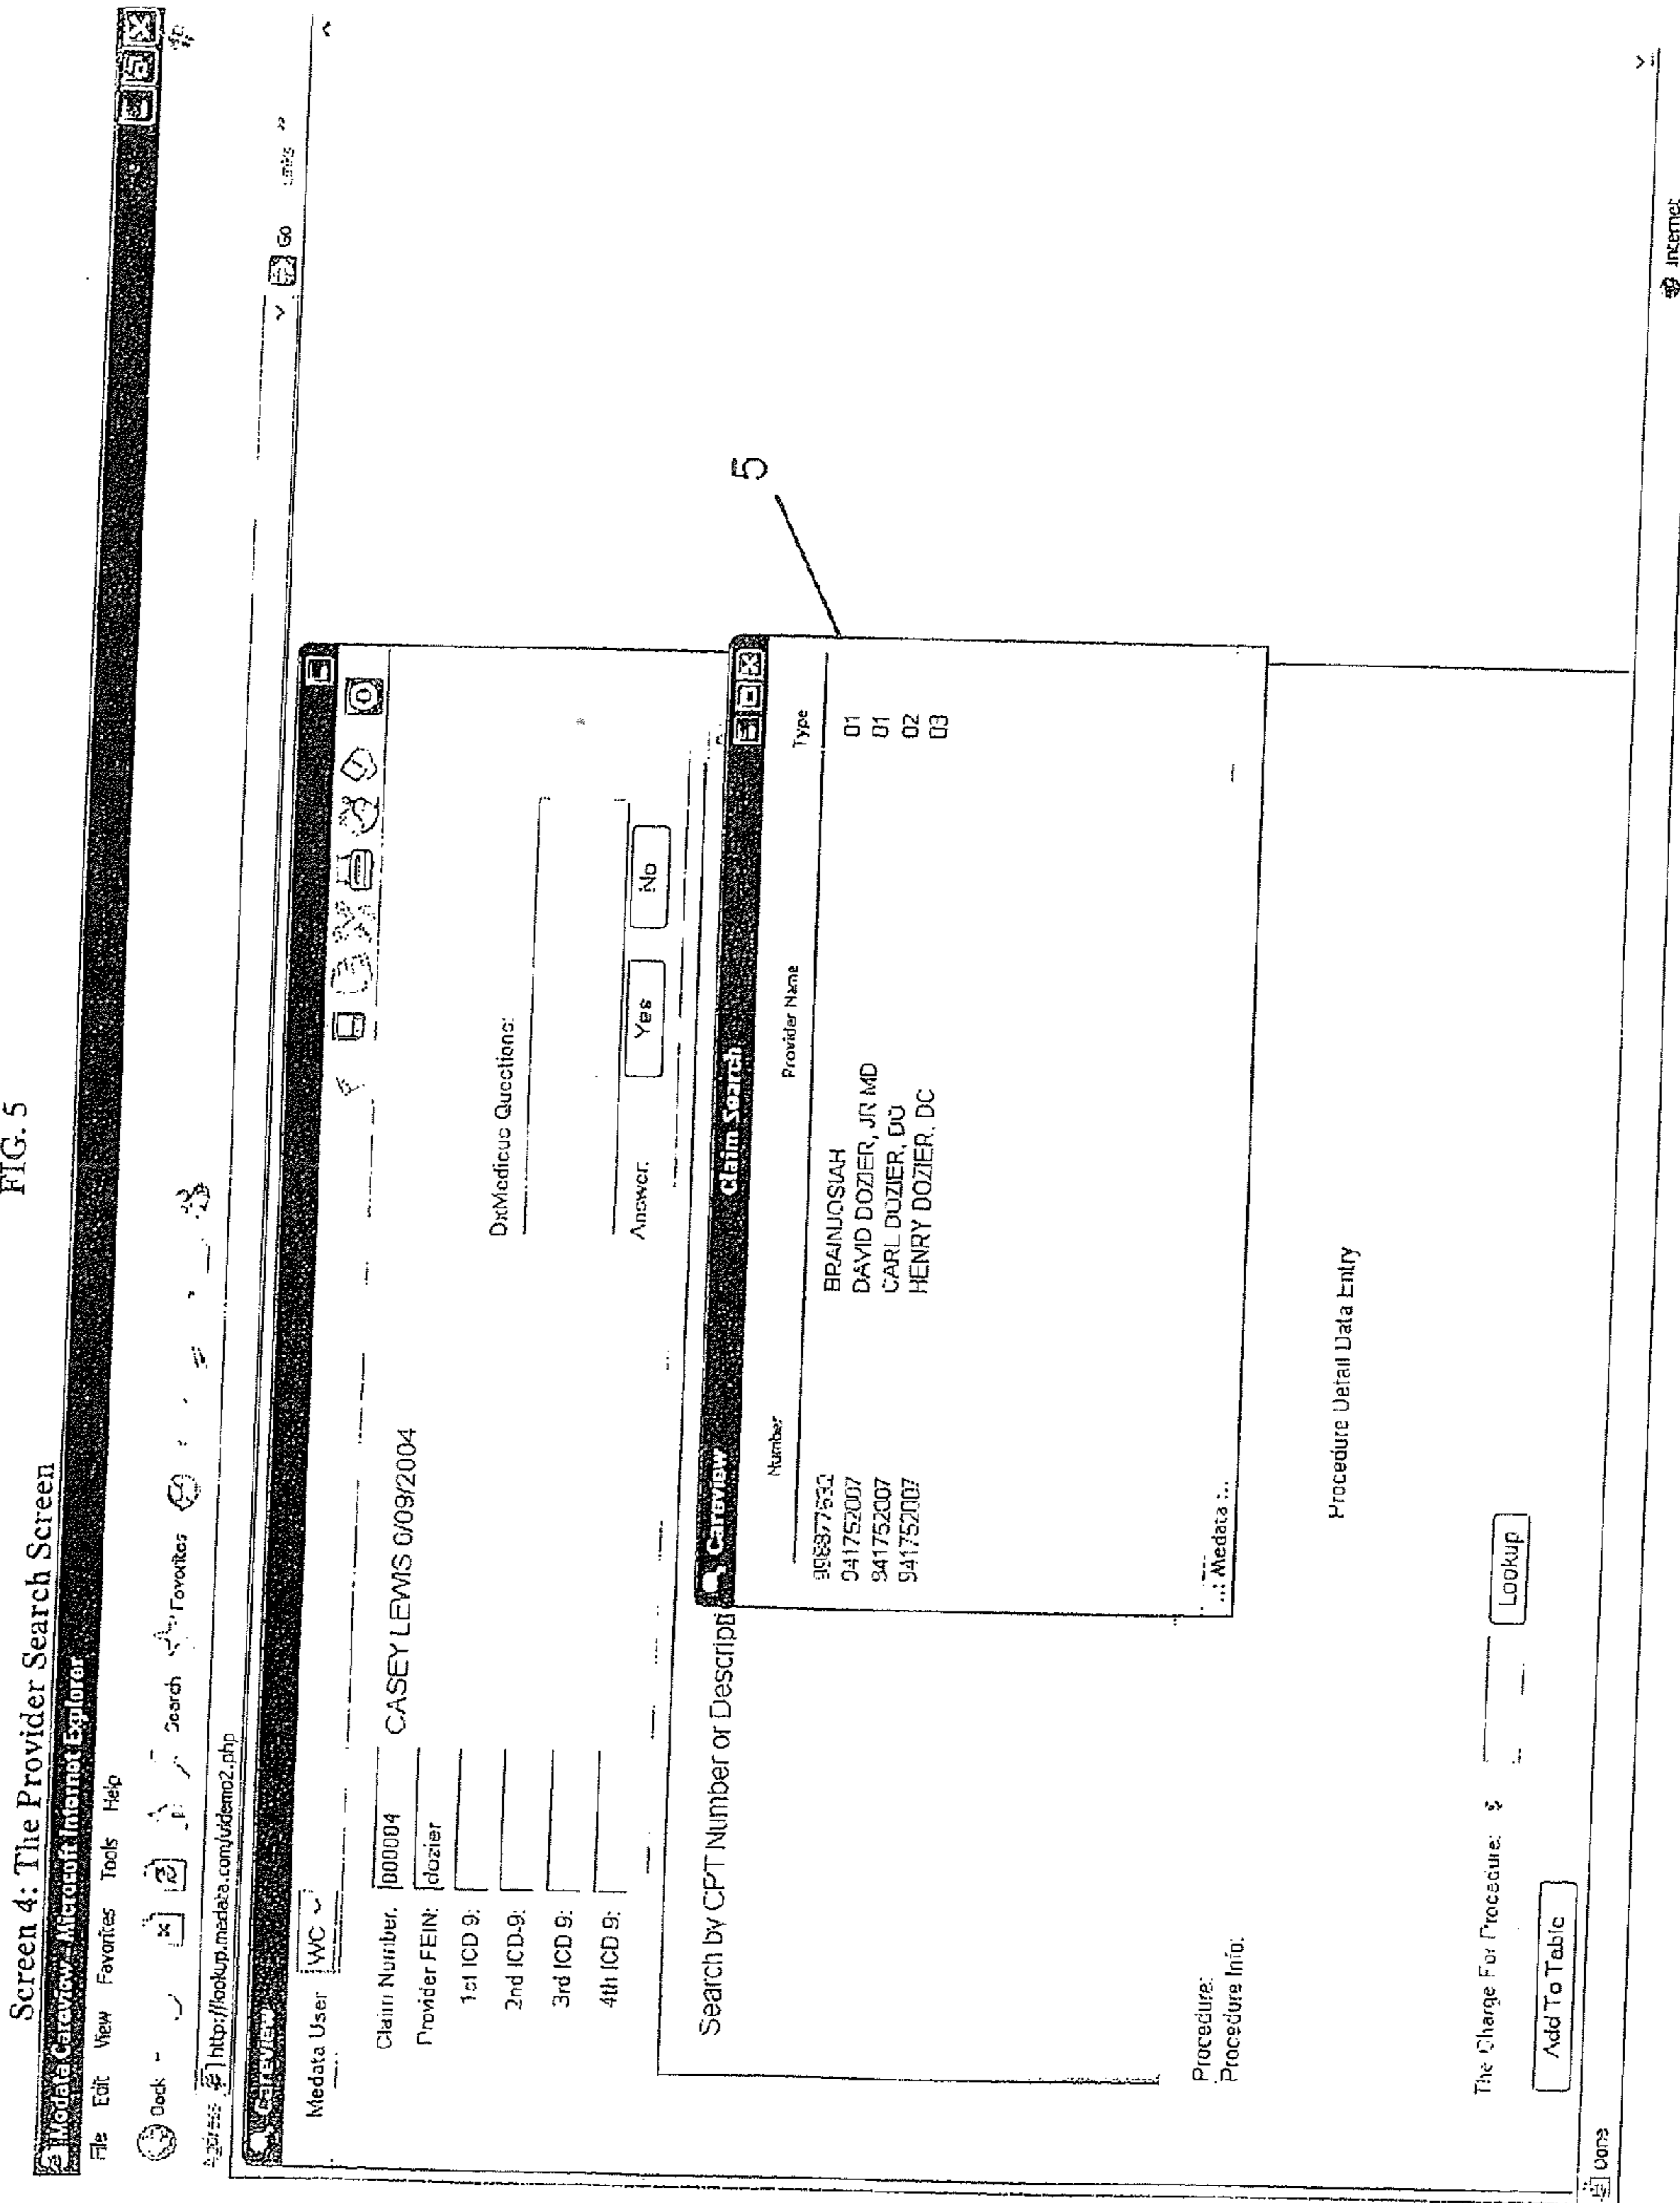 FIG. 5
Screen 4: The Provider Search Screen
Medata Careview - Microsoft Internet Explorer
File Edit View Favorites Tools Help
Back Search Favorites
Address http://lookup.medata.com/uidemo2.php
Go Links »
Careview
Medata User WC
Claim Number: 000004 CASEY LEWIS 0/09/2004
Provider FEIN: dozier
1st ICD 9:
2nd ICD-9:
3rd ICD 9:
4th ICD 9:
DxMedicus Questions:
Answer: Yes No
Search by CPT Number or Descripti
Careview Claim Search
Number Provider Name Type
BRAINJOSIAH 01
941752007 DAVID DOZIER, JR MD 01
941752007 CARL DOZIER, DO 02
941752007 HENRY DOZIER, DC 03
..: Medata :..
5
Procedure:
Procedure Info:
Procedure Detail Data Entry
The Charge For Procedure: $
Lookup
Add To Table
Done Internet